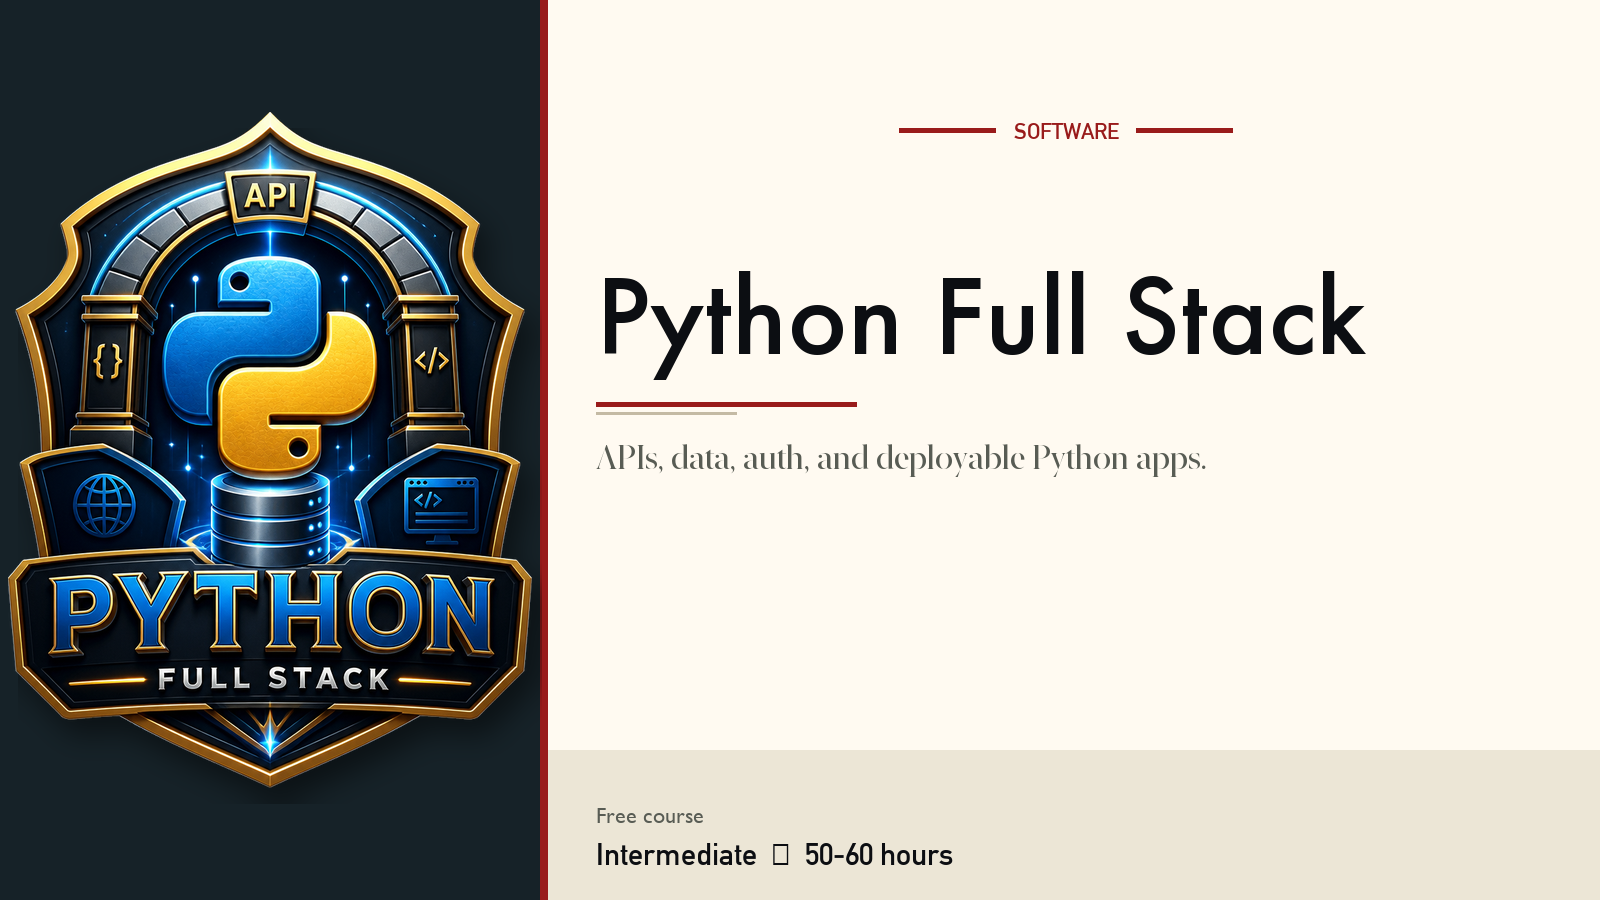 API
{}
</>
</>
PYTHON
FULL STACK
SOFTWARE
Python Full Stack
APIs, data, auth, and deployable Python apps.
Free course
Intermediate □ 50-60 hours